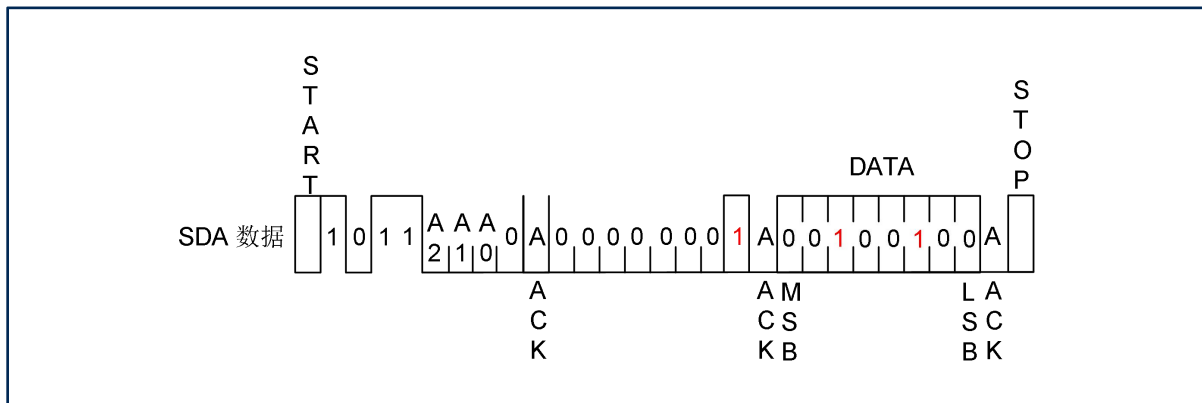 START
STOP
DATA
SDA 数据
1 0 1 1 A2 A1 A0 0 A 0 0 0 0 0 0 0 1 A 0 0 1 0 0 1 0 0 A
ACK
ACK
MSB
LSB
ACK